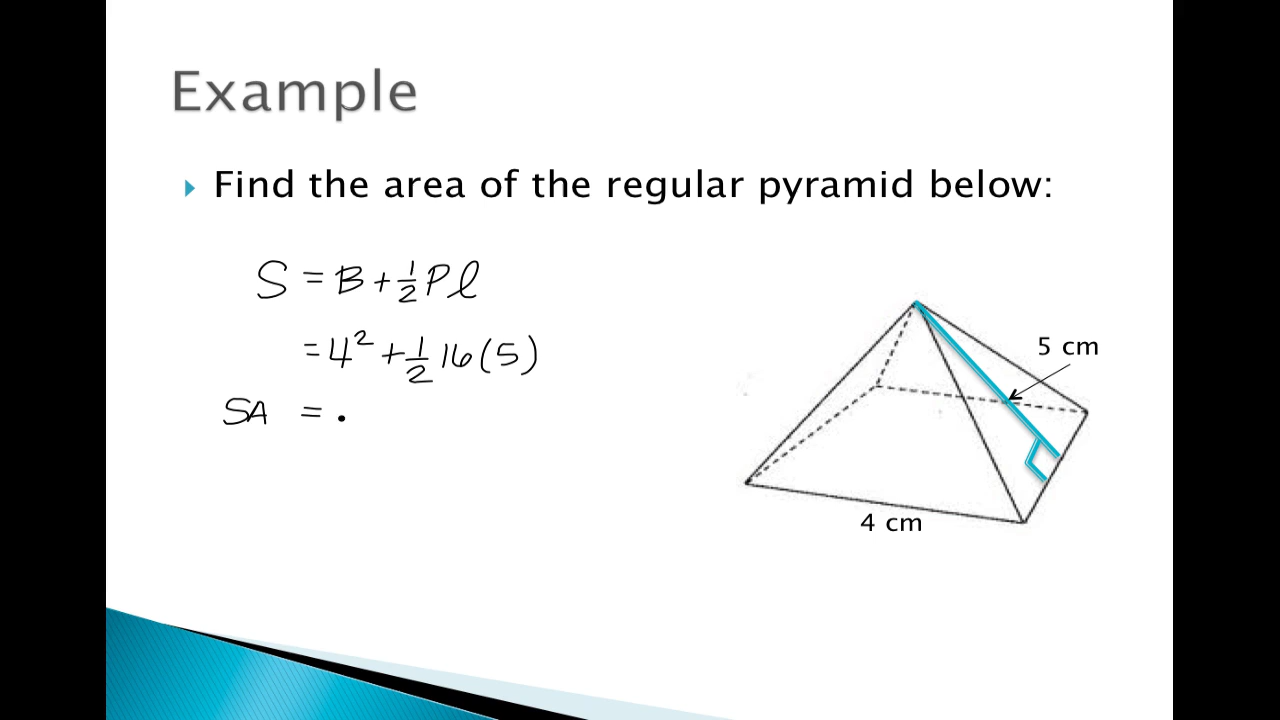 Example
Find the area of the regular pyramid below:
S = B + 1/2 P l
= 4² + 1/2 16 (5)
SA = .
5 cm
4 cm